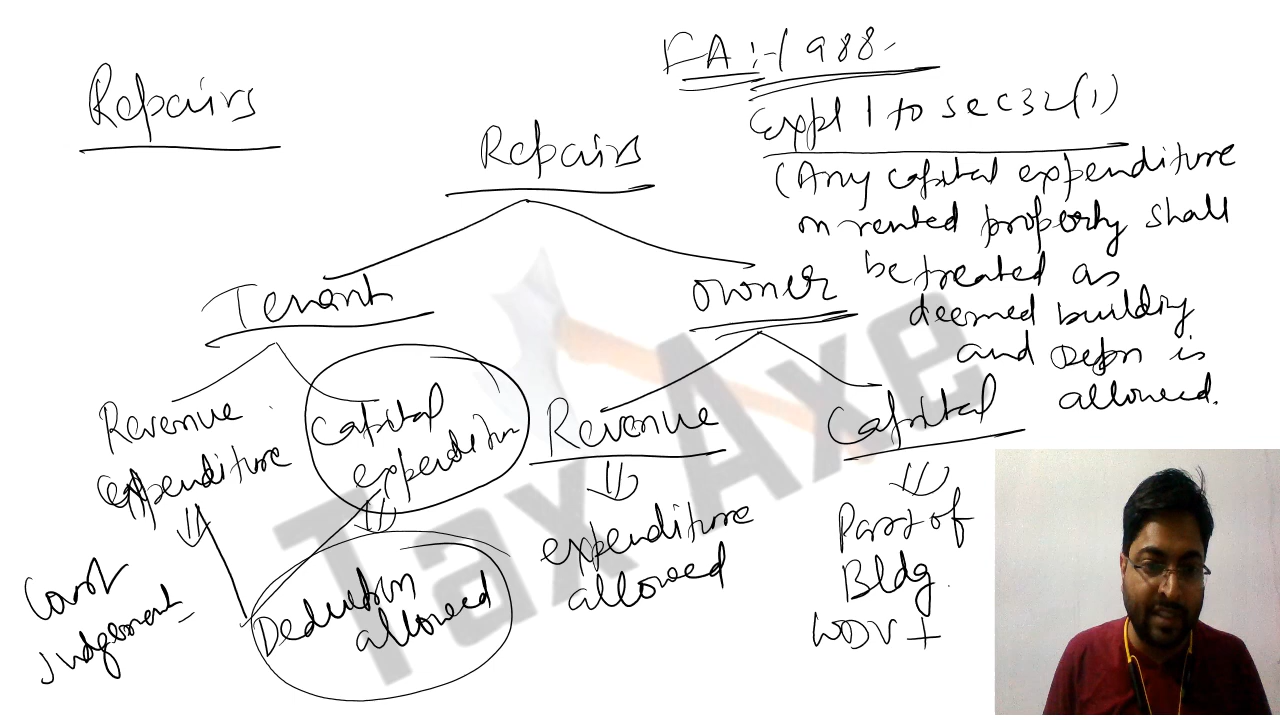 Repairs
FA :- 1988-
Expl 1 to sec 32(1)
(Any capital expenditure
on rented property shall
be treated as
deemed building
and Depn is
allowed.
Repairs
Tenant
Owner
Revenue
expenditure
Capital
expenditure
Revenue
Capital
Court
Judgement
Deduction
allowed
expenditure
allowed
Part of
Bldg.
WDV +
Tax Axe